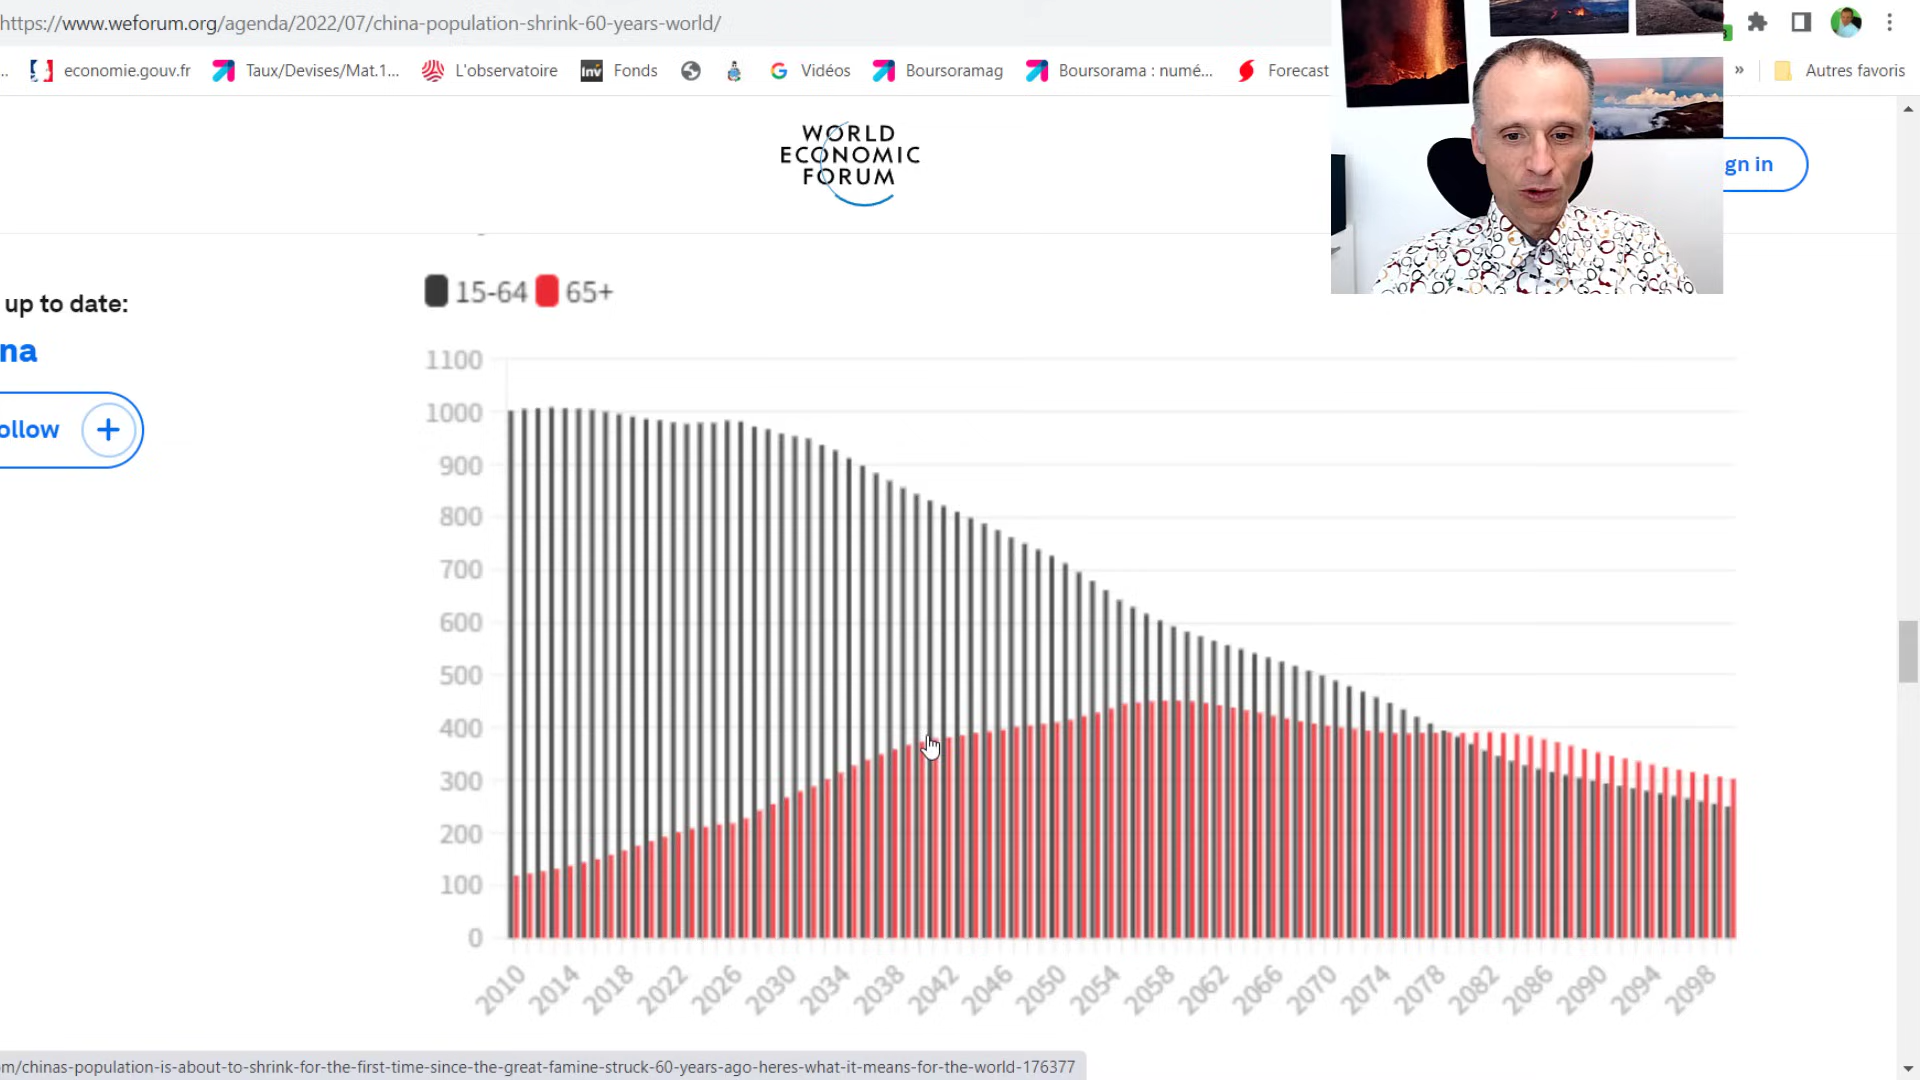 https://www.weforum.org/agenda/2022/07/china-population-shrink-60-years-world/
... economie.gouv.fr Taux/Devises/Mat.1... L'observatoire Inv Fonds Vidéos Boursoramag Boursorama : numé... Forecast » Autres favoris
WORLD
ECONOMIC
FORUM
gn in
up to date:
na
ollow +
15-64 65+
1100
1000
900
800
700
600
500
400
300
200
100
0
2010 2014 2018 2022 2026 2030 2034 2038 2042 2046 2050 2054 2058 2062 2066 2070 2074 2078 2082 2086 2090 2094 2098
om/chinas-population-is-about-to-shrink-for-the-first-time-since-the-great-famine-struck-60-years-ago-heres-what-it-means-for-the-world-176377